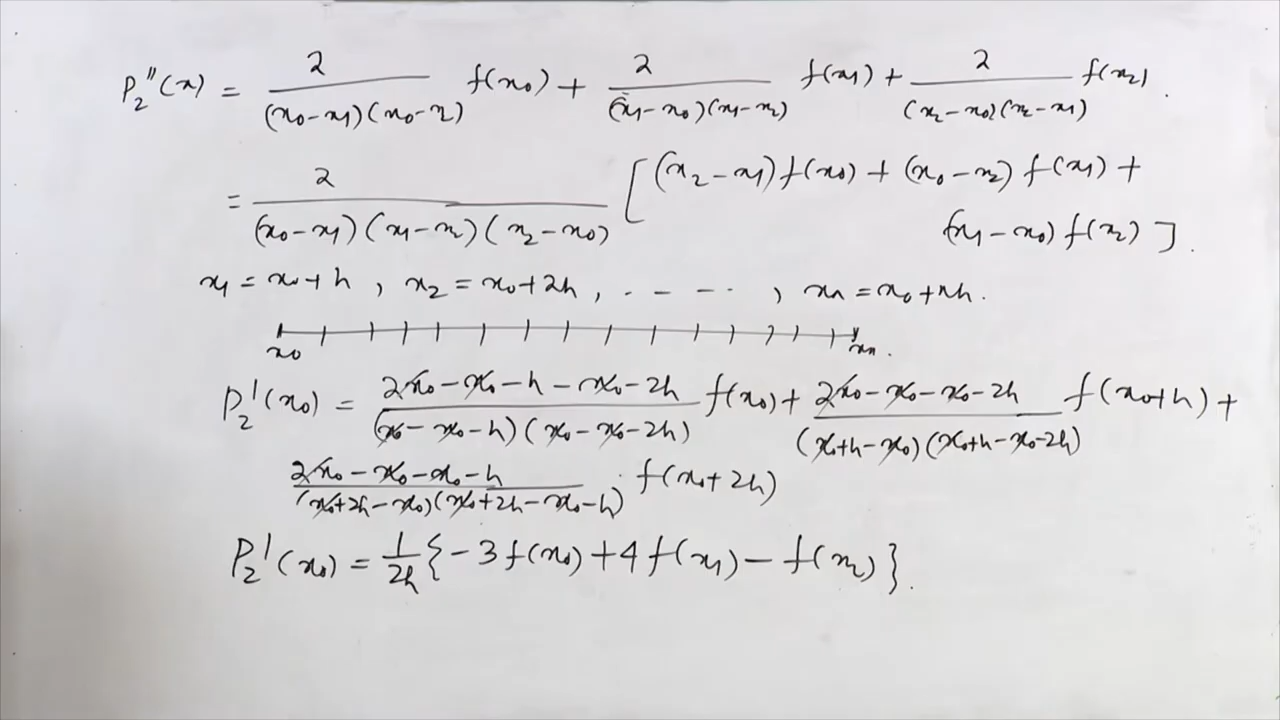 P₂''(x) = 2/((x₀-x₁)(x₀-x₂)) f(x₀) + 2/((x₁-x₀)(x₁-x₂)) f(x₁) + 2/((x₂-x₀)(x₂-x₁)) f(x₂).
= 2/((x₀-x₁)(x₁-x₂)(x₂-x₀)) [(x₂-x₁)f(x₀) + (x₀-x₂)f(x₁) +
(x₁-x₀)f(x₂)].
x₁ = x₀+h, x₂ = x₀+2h, . - - - ., xₙ = x₀+nh.
x₀ xₙ.
P₂'(x₀) = (2x₀-x₀-h-x₀-2h)/((x₀-x₀-h)(x₀-x₀-2h)) f(x₀) + (2x₀-x₀-x₀-2h)/((x₀+h-x₀)(x₀+h-x₀-2h)) f(x₀+h) +
(2x₀-x₀-x₀-h)/((x₀+2h-x₀)(x₀+2h-x₀-h)) · f(x₀+2h)
P₂'(x₀) = 1/2h {-3f(x₀)+4f(x₁)-f(x₂)}.